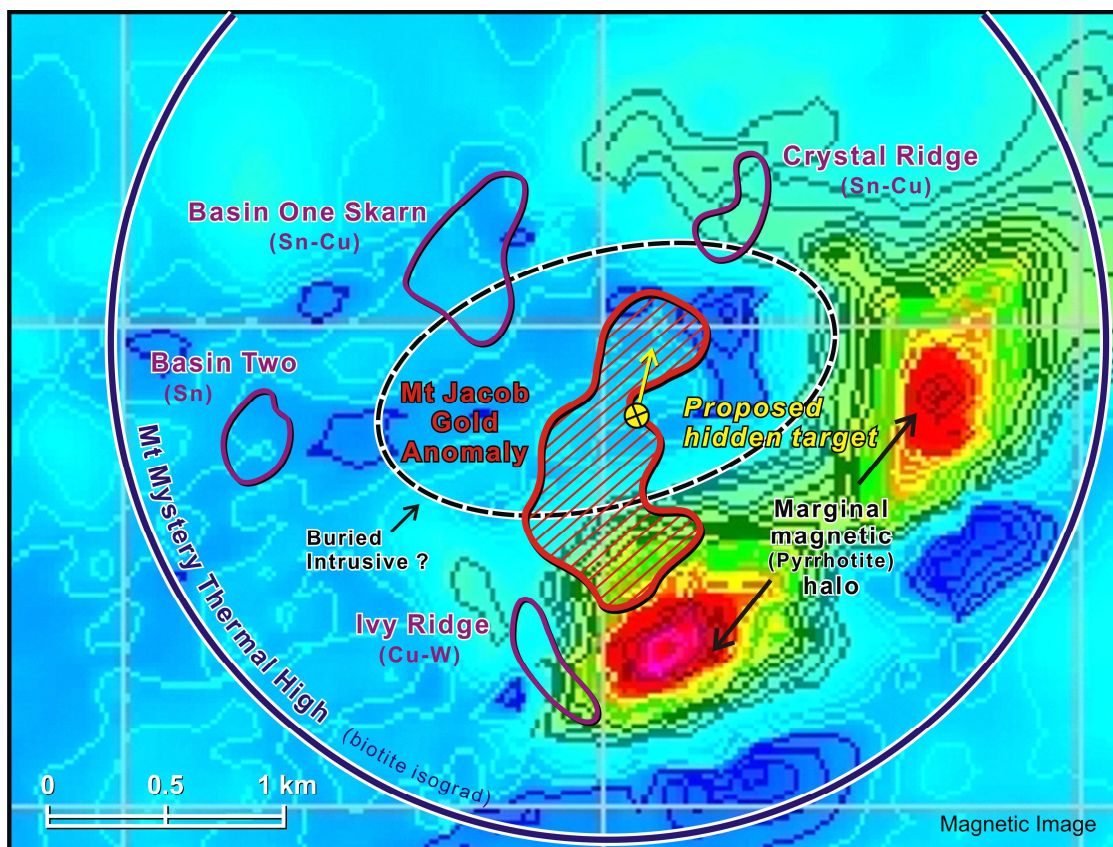 Crystal Ridge
(Sn-Cu)
Basin One Skarn
(Sn-Cu)
Basin Two
(Sn)
Mt Jacob
Gold
Anomaly
Proposed
hidden target
Buried
Intrusive ?
Marginal
magnetic
(Pyrrhotite)
halo
Ivy Ridge
(Cu-W)
Mt Mystery Thermal High
(biotite isograd)
0 0.5 1 km
Magnetic Image